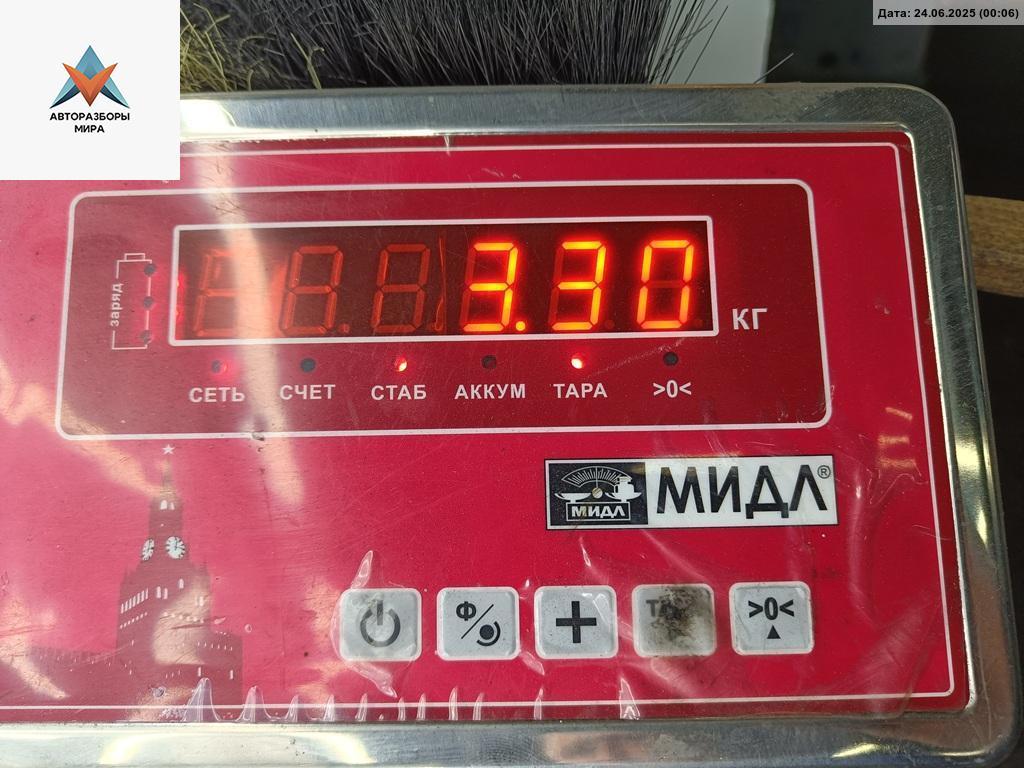 Дата: 24.06.2025 (00:06)
АВТОРАЗБОРЫ
МИРА
заряд
3.30 КГ
СЕТЬ СЧЕТ СТАБ АККУМ ТАРА >0<
МИДЛ МИДЛ®
Ф >0<